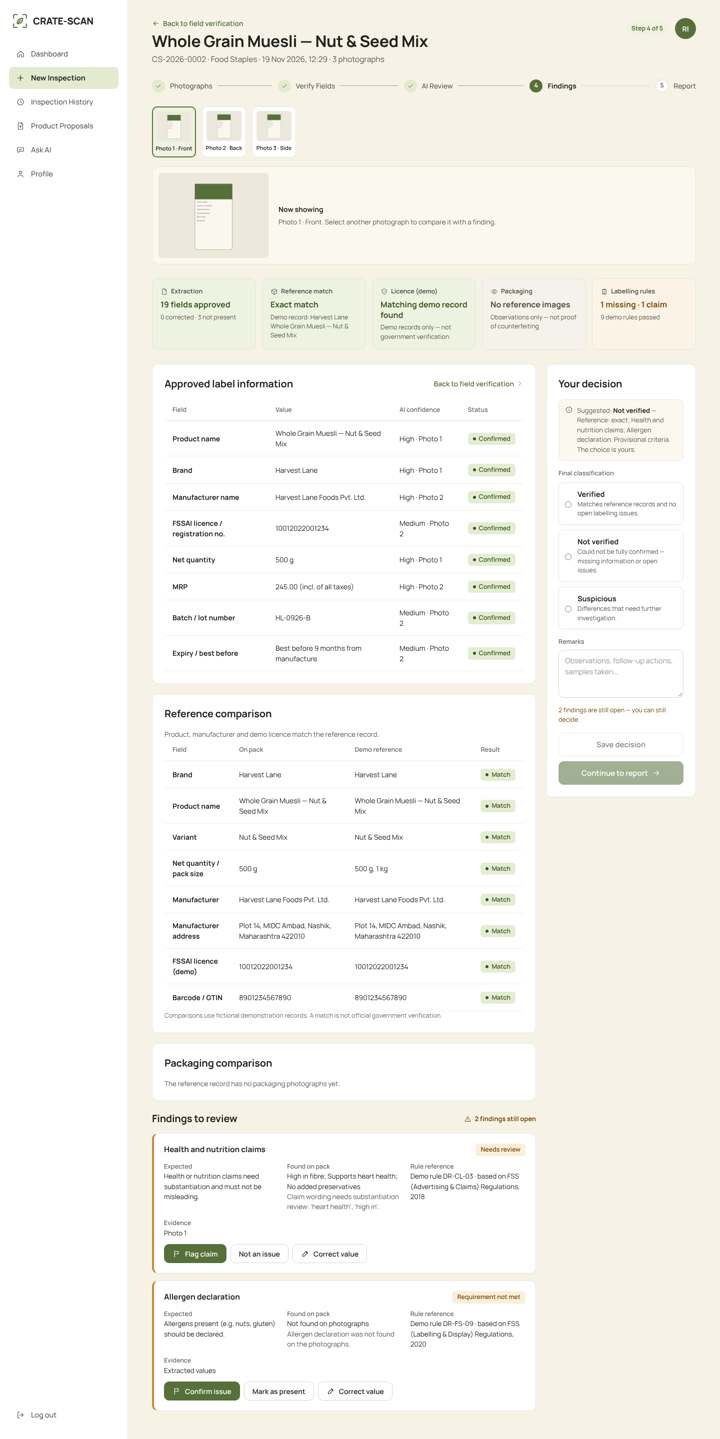 CRATE-SCAN
Dashboard
New Inspection
Inspection History
Product Proposals
Ask AI
Profile
Log out
Back to field verification
Whole Grain Muesli — Nut & Seed Mix
CS-2026-0002 · Food Staples · 19 Nov 2026, 12:29 · 3 photographs
Step 4 of 5
RI
Photographs
Verify Fields
AI Review
4 Findings
5 Report
Photo 1 · Front
Photo 2 · Back
Photo 3 · Side
Now showing
Photo 1 · Front. Select another photograph to compare it with a finding.
Extraction
19 fields approved
0 corrected · 3 not present
Reference match
Exact match
Demo record: Harvest Lane
Whole Grain Muesli — Nut &
Seed Mix
Licence (demo)
Matching demo record
found
Demo records only — not
government verification
Packaging
No reference images
Observations only — not proof
of counterfeiting
Labelling rules
1 missing · 1 claim
9 demo rules passed
Approved label information
Back to field verification
Field Value AI confidence Status
Product name Whole Grain Muesli — Nut & Seed
Mix High · Photo 1 Confirmed
Brand Harvest Lane High · Photo 1 Confirmed
Manufacturer name Harvest Lane Foods Pvt. Ltd. High · Photo 2 Confirmed
FSSAI licence /
registration no. 10012022001234 Medium · Photo
2 Confirmed
Net quantity 500 g High · Photo 1 Confirmed
MRP 245.00 (incl. of all taxes) High · Photo 2 Confirmed
Batch / lot number HL-0926-B Medium · Photo
2 Confirmed
Expiry / best before Best before 9 months from
manufacture Medium · Photo
2 Confirmed
Reference comparison
Product, manufacturer and demo licence match the reference record.
Field On pack Demo reference Result
Brand Harvest Lane Harvest Lane Match
Product name Whole Grain Muesli — Nut &
Seed Mix Whole Grain Muesli — Nut & Seed
Mix Match
Variant Nut & Seed Mix Nut & Seed Mix Match
Net quantity /
pack size 500 g 500 g, 1 kg Match
Manufacturer Harvest Lane Foods Pvt. Ltd. Harvest Lane Foods Pvt. Ltd. Match
Manufacturer
address Plot 14, MIDC Ambad, Nashik,
Maharashtra 422010 Plot 14, MIDC Ambad, Nashik,
Maharashtra 422010 Match
FSSAI licence
(demo) 10012022001234 10012022001234 Match
Barcode / GTIN 8901234567890 8901234567890 Match
Comparisons use fictional demonstration records. A match is not official government verification.
Packaging comparison
The reference record has no packaging photographs yet.
Findings to review
2 findings still open
Health and nutrition claims
Needs review
Expected
Health or nutrition claims need
substantiation and must not be
misleading.
Found on pack
High in fibre; Supports heart health;
No added preservatives
Claim wording needs substantiation
review: 'heart health', 'high in'.
Rule reference
Demo rule DR-CL-03 · based on FSS
(Advertising & Claims) Regulations,
2018
Evidence
Photo 1
Flag claim
Not an issue
Correct value
Allergen declaration
Requirement not met
Expected
Allergens present (e.g. nuts, gluten)
should be declared.
Found on pack
Not found on photographs
Allergen declaration was not found
on the photographs.
Rule reference
Demo rule DR-FS-09 · based on FSS
(Labelling & Display) Regulations,
2020
Evidence
Extracted values
Confirm issue
Mark as present
Correct value
Your decision
Suggested: Not verified —
Reference: exact; Health and
nutrition claims; Allergen
declaration. Provisional criteria.
The choice is yours.
Final classification
Verified
Matches reference records and no
open labelling issues.
Not verified
Could not be fully confirmed —
missing information or open
issues.
Suspicious
Differences that need further
investigation.
Remarks
Observations, follow-up actions,
samples taken…
2 findings are still open — you can still
decide.
Save decision
Continue to report